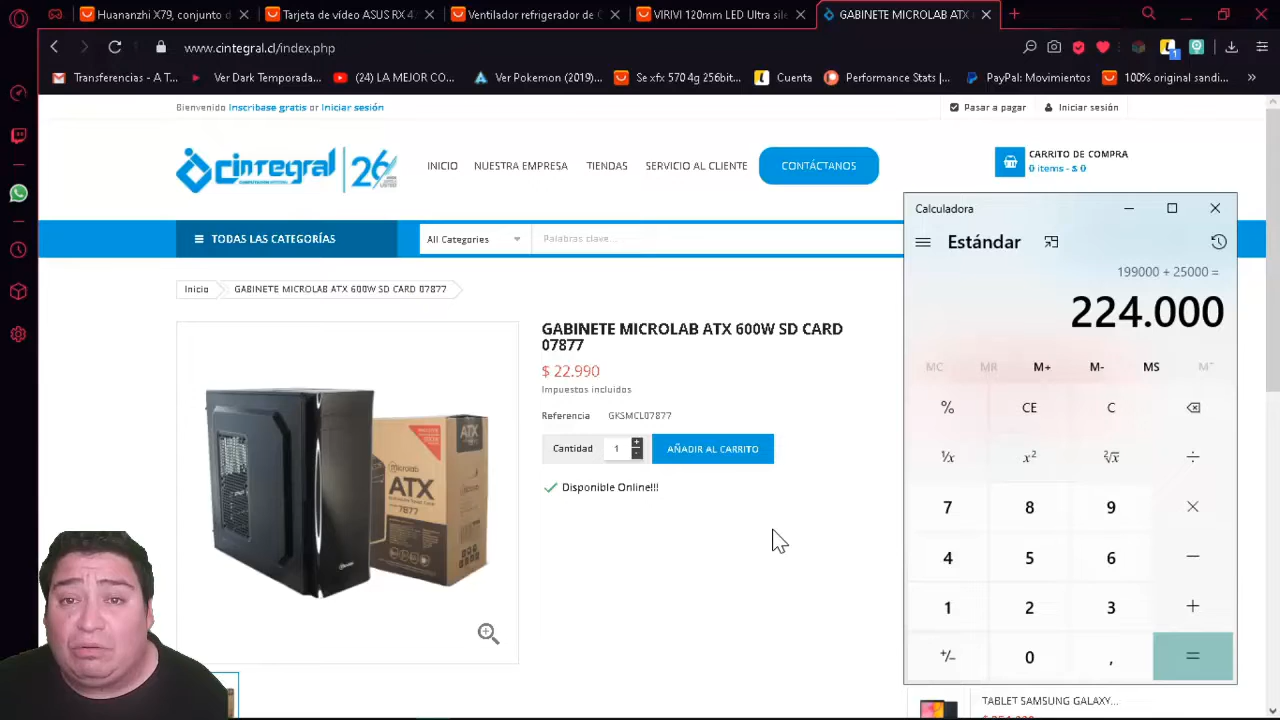 Huananzhi X79, conjunto d
Tarjeta de vídeo ASUS RX 4
Ventilador refrigerador de C
VIRIVI 120mm LED Ultra sile
GABINETE MICROLAB ATX
www.cintegral.cl/index.php
Transferencias - A T...
Ver Dark Temporada...
(24) LA MEJOR CO...
Ver Pokemon (2019)...
Se xfx 570 4g 256bit...
Cuenta
Performance Stats |...
PayPal: Movimientos
100% original sandi...
»
Bienvenido Inscribase gratis or Iniciar sesión
Pasar a pagar
Iniciar sesión
cintegral 26
INICIO
NUESTRA EMPRESA
TIENDAS
SERVICIO AL CLIENTE
CONTÁCTANOS
CARRITO DE COMPRA
0 items - $ 0
TODAS LAS CATEGORÍAS
All Categories
Palabras clave...
Inicio
GABINETE MICROLAB ATX 600W SD CARD 07877
GABINETE MICROLAB ATX 600W SD CARD
07877
$ 22.990
Impuestos incluidos
Referencia GKSMCL07877
Cantidad 1 + -
AÑADIR AL CARRITO
Disponible Online!!!
microlab
ATX
7877
ATX
Calculadora
Estándar
199000 + 25000 =
224.000
MC MR M+ M- MS
% CE C
¹/x x² ²√x ÷
7 8 9 ×
4 5 6 −
1 2 3 +
+/− 0 , =
TABLET SAMSUNG GALAXY...